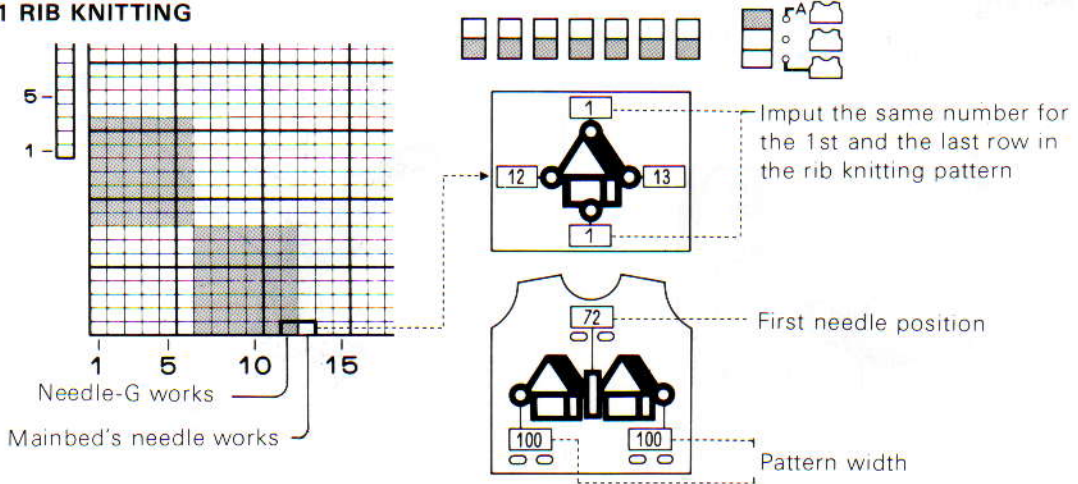 1 RIB KNITTING
A
5
1
1 5 10 15
Needle-G works
Mainbed's needle works
1
12 13
1
Imput the same number for
the 1st and the last row in
the rib knitting pattern
72
First needle position
100 100
Pattern width